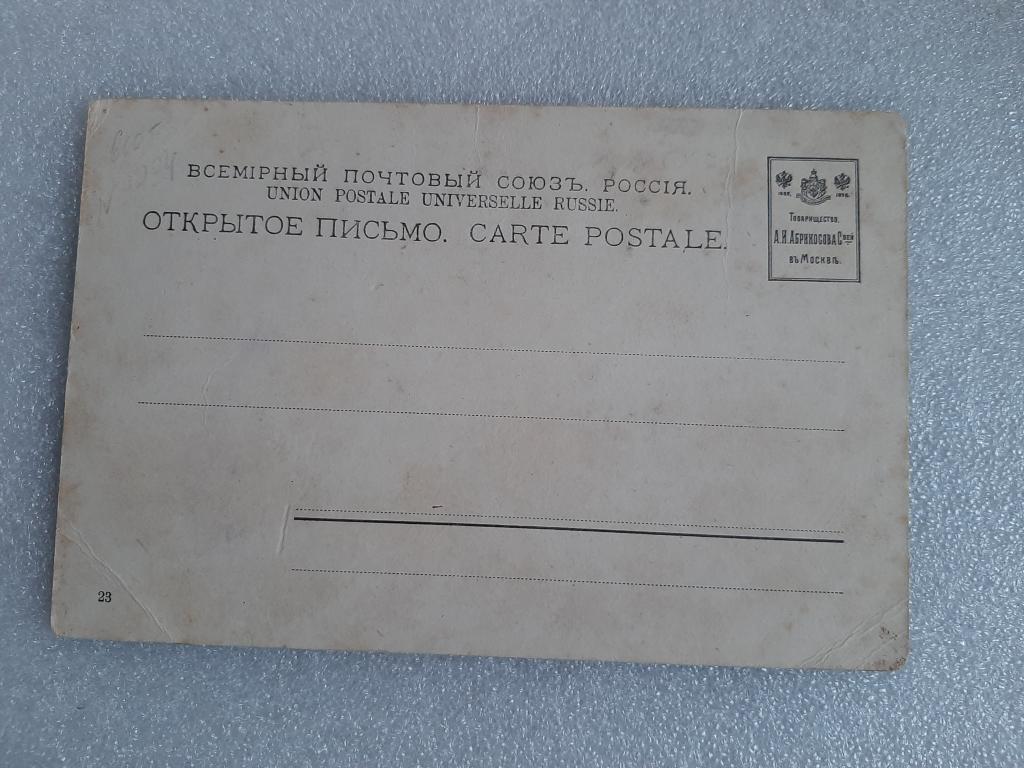 ВСЕМІРНЫЙ ПОЧТОВЫЙ СОЮЗЪ. РОССІЯ.
UNION POSTALE UNIVERSELLE RUSSIE.
ОТКРЫТОЕ ПИСЬМО. CARTE POSTALE.
Товарищество
А.И. Абрикосова С-вей
въ Москвѣ.
23